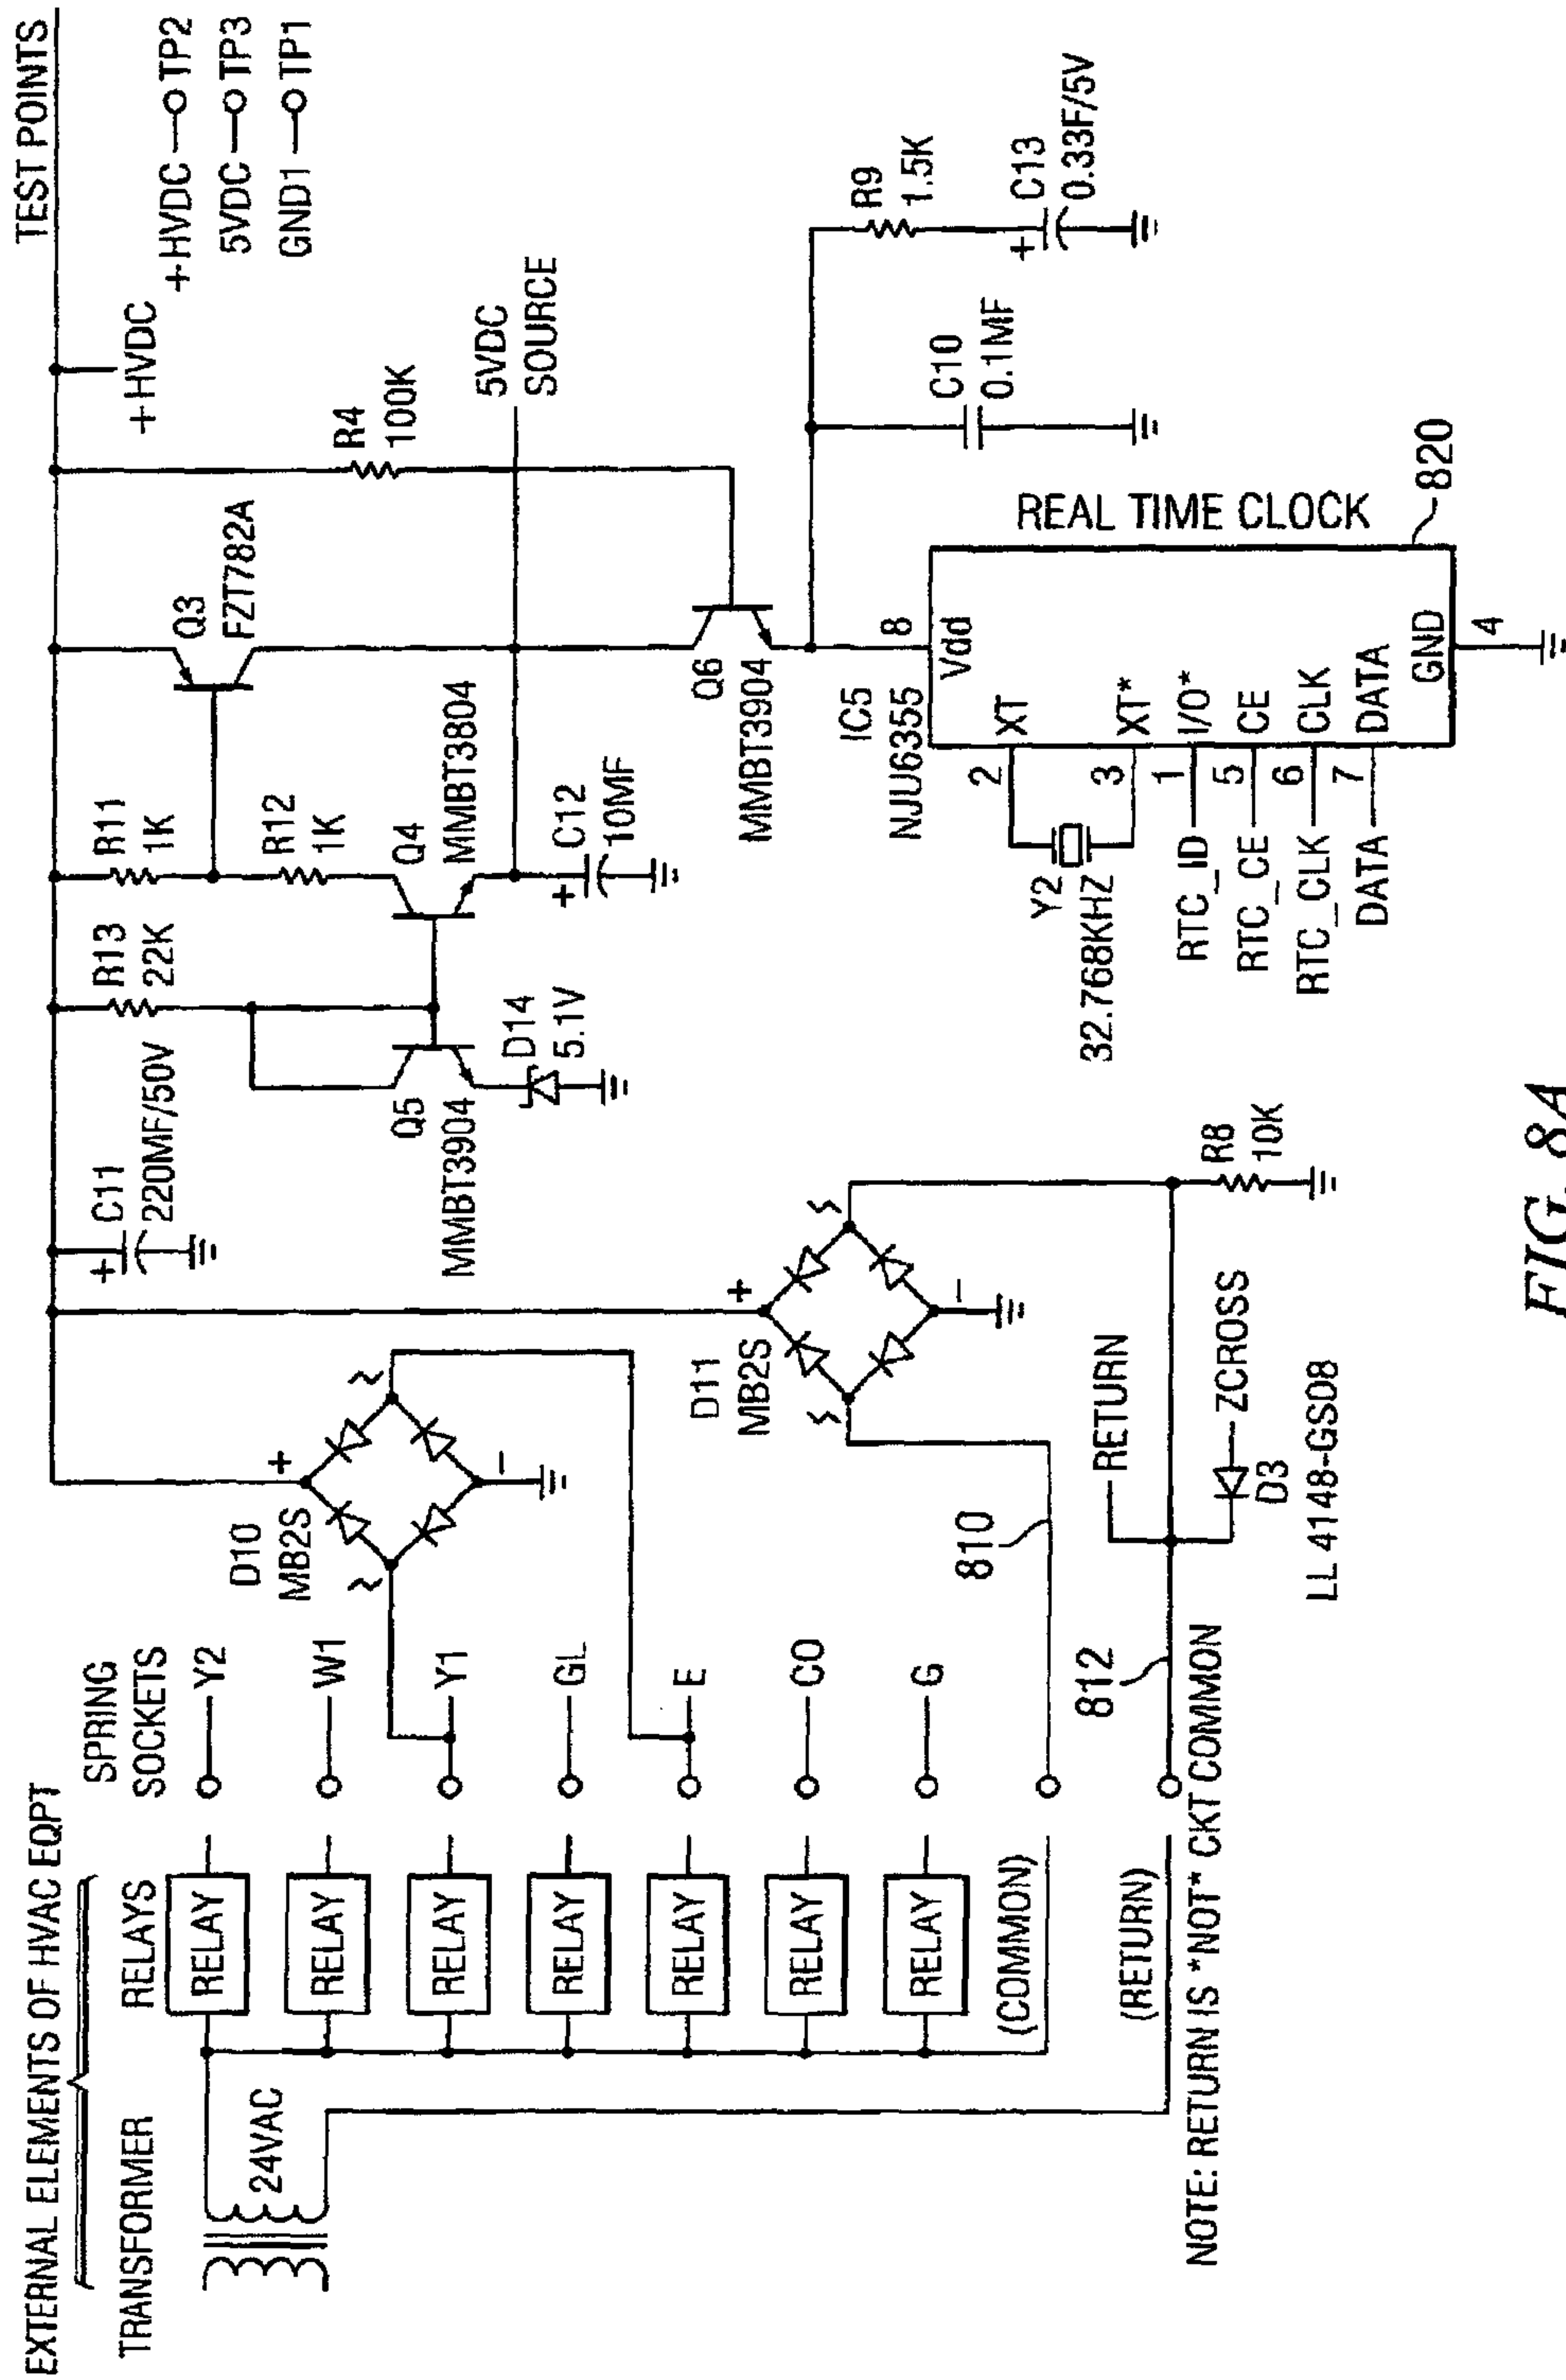 EXTERNAL ELEMENTS OF HVAC EQPT
TRANSFORMER
RELAYS
SPRING
SOCKETS
24VAC
RELAY
Y2
RELAY
W1
RELAY
Y1
RELAY
GL
RELAY
E
RELAY
CO
RELAY
G
(COMMON)
(RETURN)
810
812
NOTE: RETURN IS *NOT* CKT COMMON
D10
MB2S
+
~
~
−
D11
MB2S
+
~
~
−
RETURN
ZCROSS
D3
LL 4148-GS08
R8
10K
+
C11
220MF/50V
R13
22K
R11
1K
R12
1K
Q5
MMBT3904
D14
5.1V
Q4
MMBT3804
+
C12
10MF
Q3
FZT782A
R4
100K
5VDC
SOURCE
+HVDC
TEST POINTS
+HVDC TP2
5VDC TP3
GND1 TP1
Q6
MMBT3904
IC5
NJU6355
8
Vdd
REAL TIME CLOCK
820
2 XT
3 XT*
1 I/O*
5 CE
6 CLK
7 DATA
GND 4
Y2
32.768KHZ
RTC_IO
RTC_CE
RTC_CLK
DATA
C10
0.1MF
R9
1.5K
+
C13
0.33F/5V
FIG. 8A